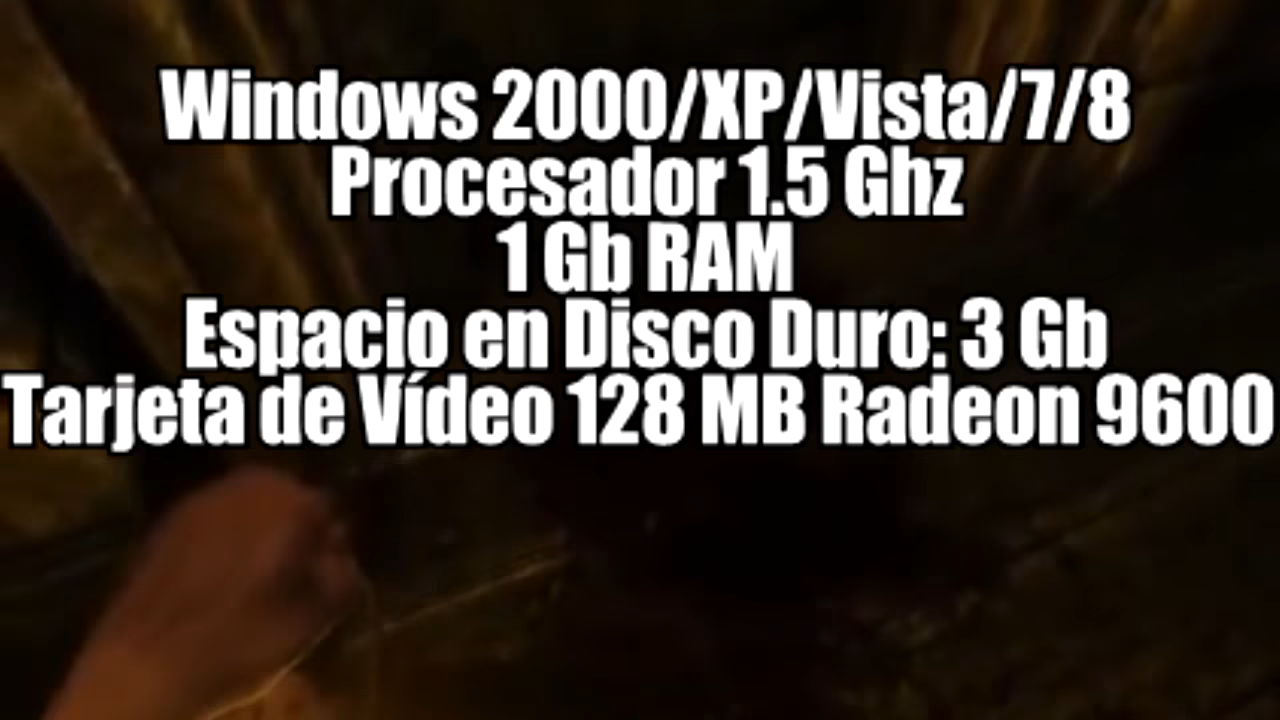 Windows 2000/XP/Vista/7/8
Procesador 1.5 Ghz
1 Gb RAM
Espacio en Disco Duro: 3 Gb
Tarjeta de Vídeo 128 MB Radeon 9600